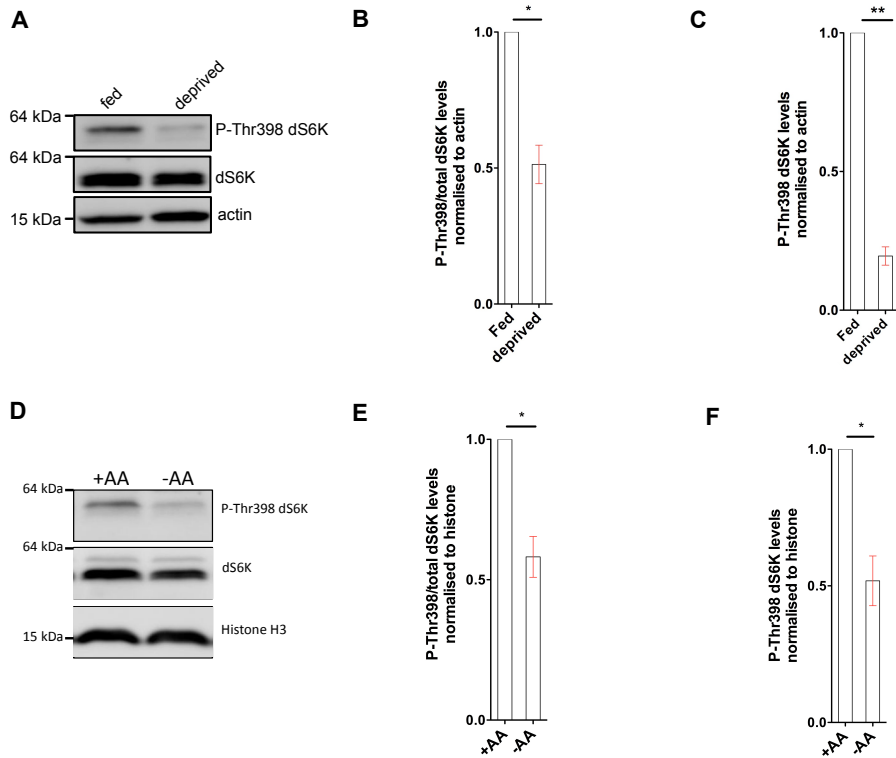 A
fed
deprived
64 kDa
P-Thr398 dS6K
64 kDa
dS6K
15 kDa
actin
B
*
1.0
0.5
0.0
P-Thr398/total dS6K levels
normalised to actin
Fed
deprived
C
**
1.0
0.5
0.0
P-Thr398 dS6K levels
normalised to actin
Fed
deprived
D
+AA
-AA
64 kDa
P-Thr398 dS6K
64 kDa
dS6K
15 kDa
Histone H3
E
*
1.0
0.5
0.0
P-Thr398/total dS6K levels
normalised to histone
+AA
-AA
F
*
1.0
0.5
0.0
P-Thr398 dS6K levels
normalised to histone
+AA
-AA